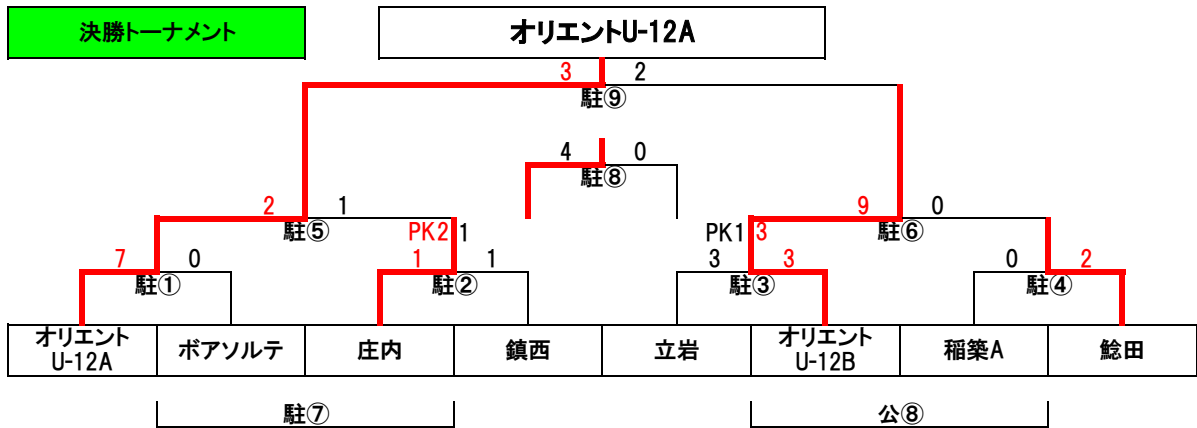 決勝トーナメント
オリエントU-12A
3 2
駐⑨
4 0
駐⑧
2 1
駐⑤
9 0
駐⑥
PK2 1
PK1 3
7 0
駐①
1 1
駐②
3 3
駐③
0 2
駐④
オリエント
U-12A
ボアソルテ
庄内
鎮西
立岩
オリエント
U-12B
稲築A
鯰田
駐⑦
公⑧